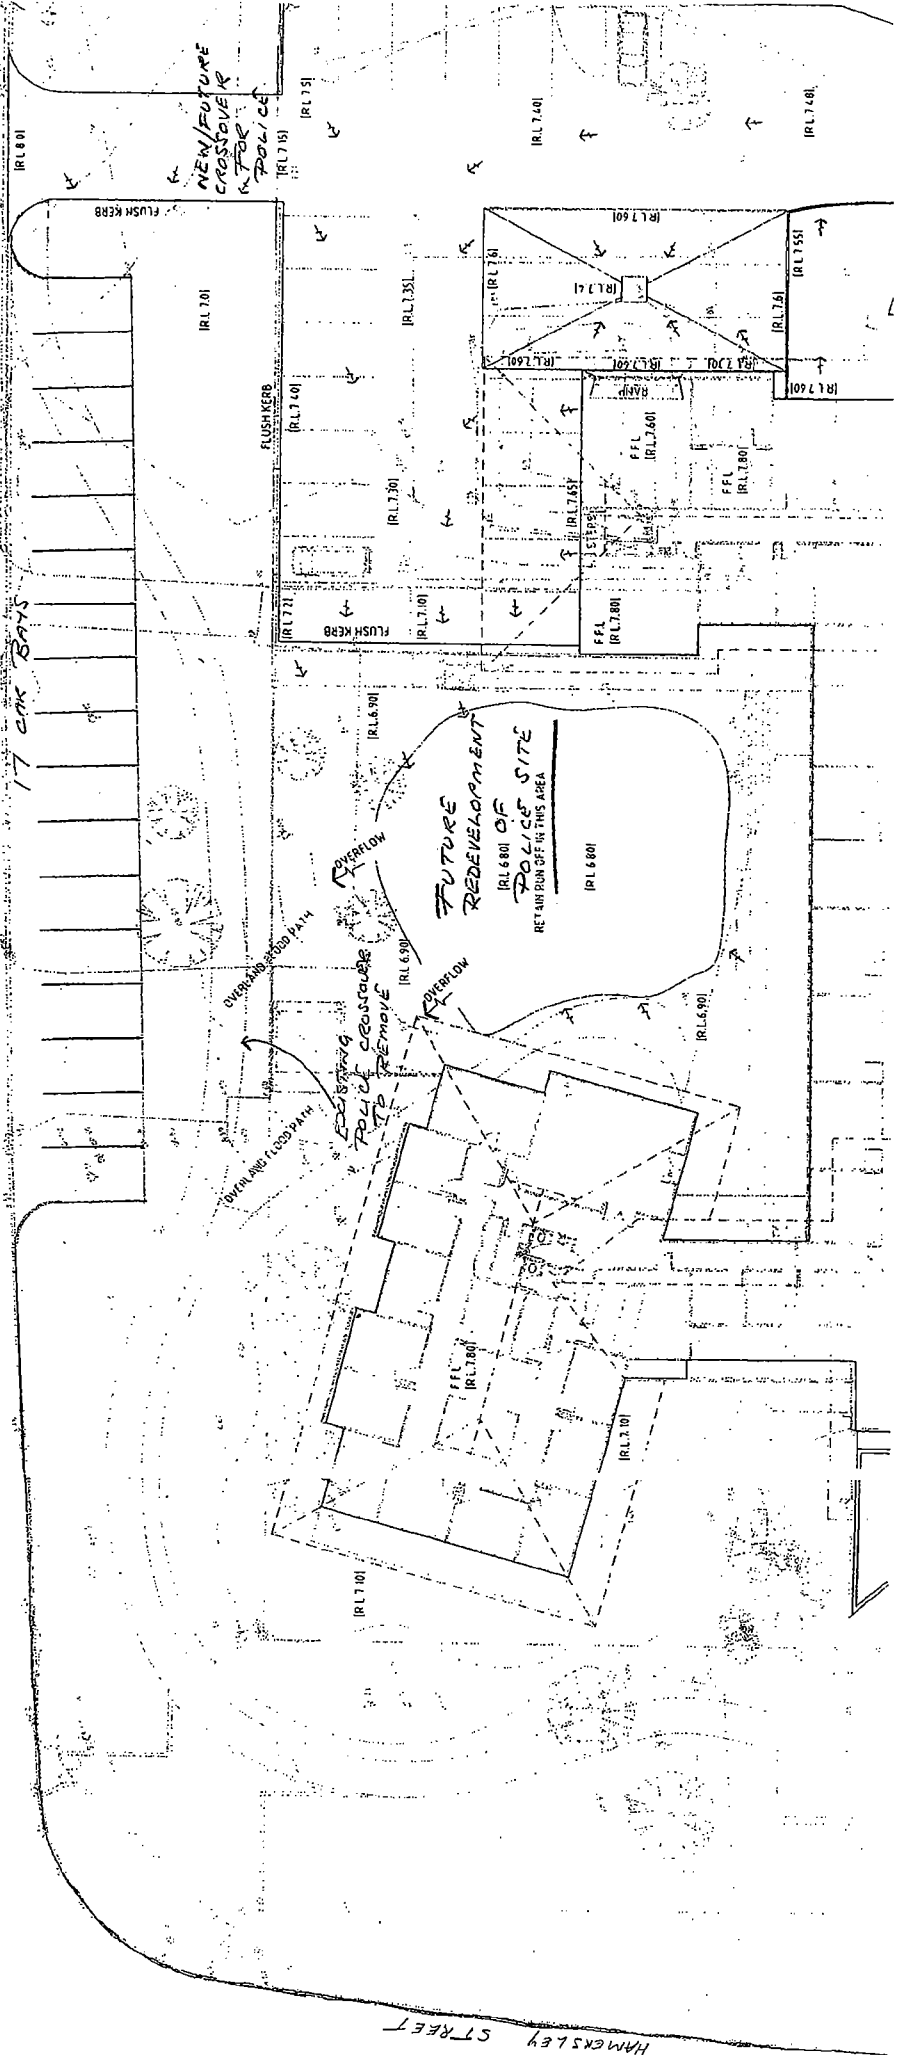 [R.L 8.0]
NEW/FUTURE
CROSSOVER
FOR
POLICE
[R.L 7.15]
[R.L 7.5]
[R.L 7.40]
[R.L 7.48]
FLUSH KERB
[R.L 7.0]
FLUSH KERB
[R.L 7.40]
[R.L.7.35]
[R.L 7.6]
[R.L 7.60]
[R.L 7.4]
[R.L 7.55]
[R.L.7.6]
[R.L.7.60]
[R.L.7.60]
[R.L 7.70]
[R.L 7.60]
RAMP
F F L
[R.L.7.60]
F F L
[R.L.7.80]
[R.L.7.30]
[R.L.7.65]
STEPS
[R.L 7.2]
FLUSH KERB
[R.L.7.10]
F F L
[R.L.7.80]
17 CAR BAYS
[R.L.6.90]
FUTURE
REDEVELOPMENT
[R.L 6.80] OF
POLICE SITE
RETAIN RUN OFF IN THIS AREA
[R.L 6.80]
OVERFLOW
OVERLAND FLOOD PATH
[R.L 6.90]
OVERFLOW
[R.L.6.90]
EXISTING
POLICE CROSSOVER
TO REMOVE
OVERLAND FLOOD PATH
F F L
[R.L.7.80]
[R.L.7.10]
[R.L 7.10]
HAMERSLEY STREET